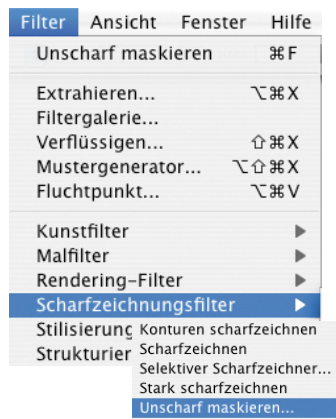 Filter Ansicht Fenster Hilfe
Unscharf maskieren ⌘F
Extrahieren... ⌥⌘X
Filtergalerie...
Verflüssigen... ⇧⌘X
Mustergenerator... ⌥⇧⌘X
Fluchtpunkt... ⌥⌘V
Kunstfilter
Malfilter
Rendering-Filter
Scharfzeichnungsfilter
Stilisierung
Strukturier
Konturen scharfzeichnen
Scharfzeichnen
Selektiver Scharfzeichner...
Stark scharfzeichnen
Unscharf maskieren...